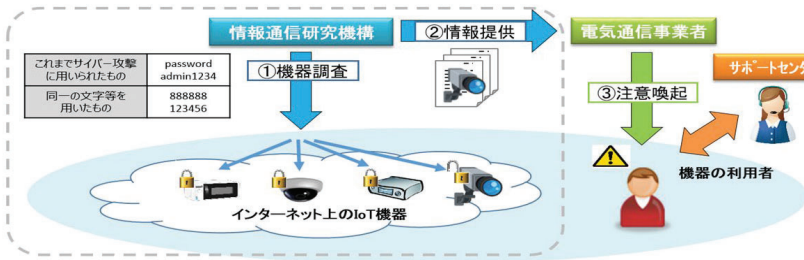 情報通信研究機構
②情報提供
電気通信事業者
これまでサイバー攻撃
に用いられたもの
password
admin1234
同一の文字等を
用いたもの
888888
123456
①機器調査
③注意喚起
サポートセンタ
機器の利用者
インターネット上のIoT機器